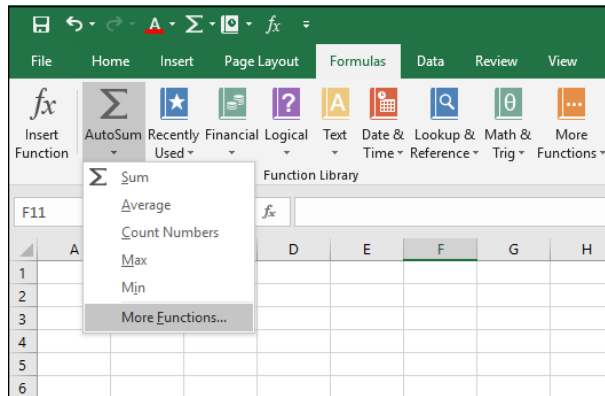 File Home Insert Page Layout Formulas Data Review View
fx
Insert Function
AutoSum
Recently Used
Financial
Logical
Text
Date & Time
Lookup & Reference
Math & Trig
More Functions
Function Library
Σ Sum
Average
Count Numbers
Max
Min
More Functions...
F11
fx
A D E F G H
1
2
3
4
5
6